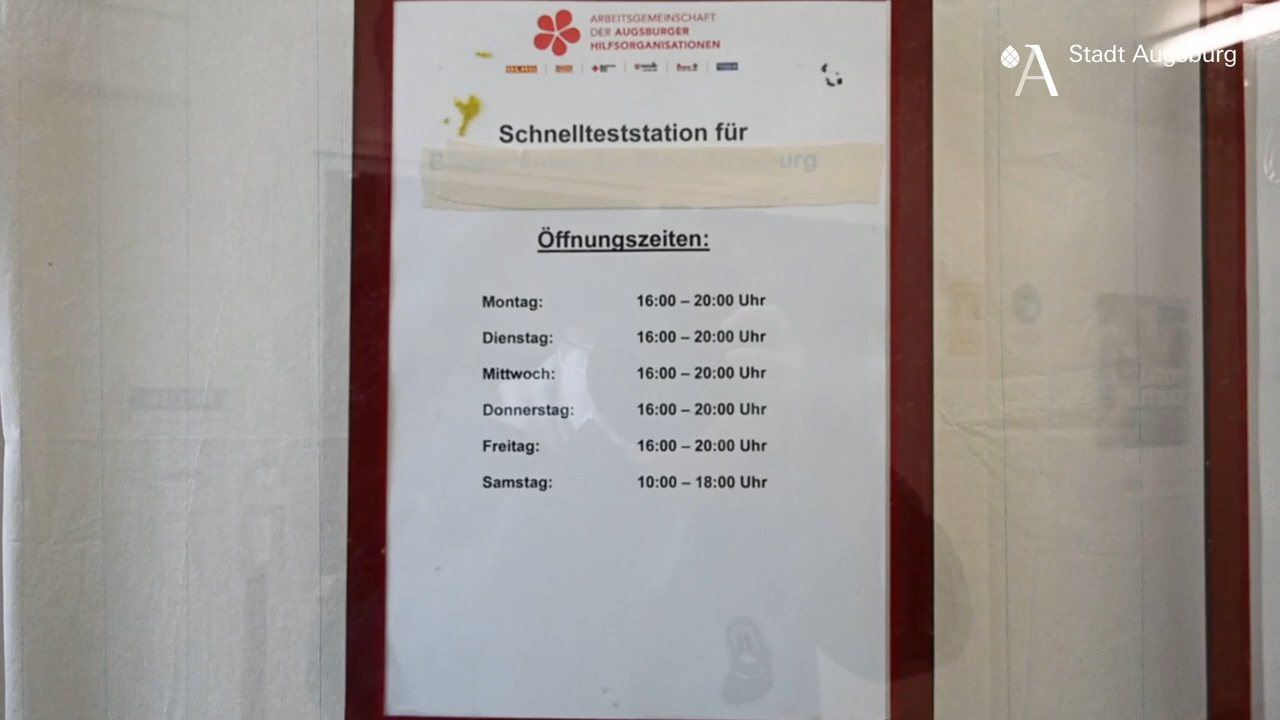 ARBEITSGEMEINSCHAFT
DER AUGSBURGER
HILFSORGANISATIONEN
Stadt Augsburg
Schnellteststation für
Öffnungszeiten:
Montag: 16:00 – 20:00 Uhr
Dienstag: 16:00 – 20:00 Uhr
Mittwoch: 16:00 – 20:00 Uhr
Donnerstag: 16:00 – 20:00 Uhr
Freitag: 16:00 – 20:00 Uhr
Samstag: 10:00 – 18:00 Uhr